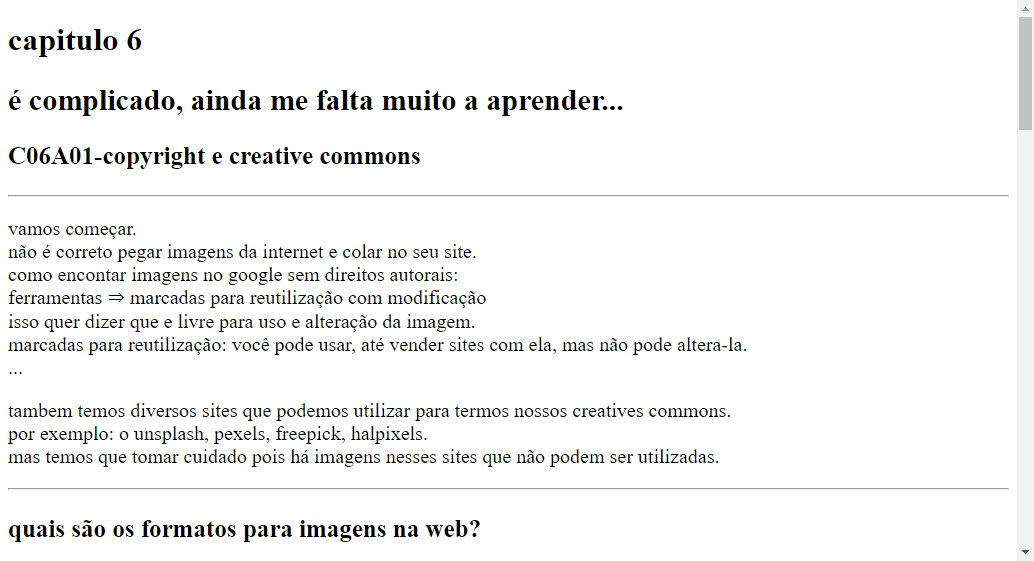 capitulo 6
é complicado, ainda me falta muito a aprender...
C06A01-copyright e creative commons
vamos começar.
não é correto pegar imagens da internet e colar no seu site.
como encontar imagens no google sem direitos autorais:
ferramentas ⇒ marcadas para reutilização com modificação
isso quer dizer que e livre para uso e alteração da imagem.
marcadas para reutilização: você pode usar, até vender sites com ela, mas não pode altera-la.
...
tambem temos diversos sites que podemos utilizar para termos nossos creatives commons.
por exemplo: o unsplash, pexels, freepick, halpixels.
mas temos que tomar cuidado pois há imagens nesses sites que não podem ser utilizadas.
quais são os formatos para imagens na web?